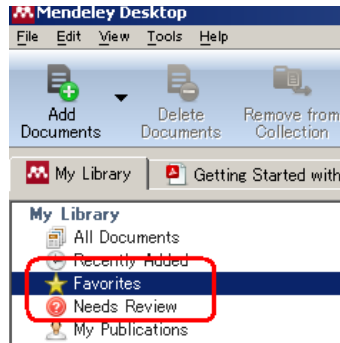 Mendeley Desktop
File Edit View Tools Help
Add Documents
Delete Documents
Remove from Collection
My Library
Getting Started with
My Library
All Documents
Recently Added
Favorites
Needs Review
My Publications